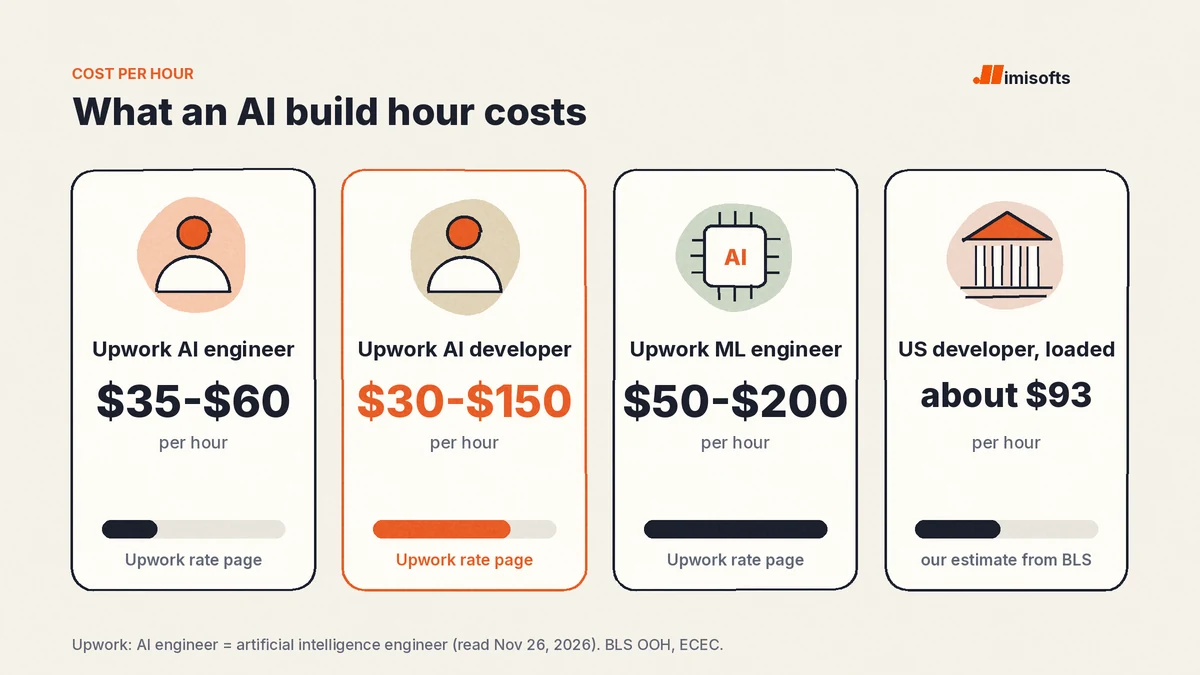 COST PER HOUR
What an AI build hour costs
imisofts
Upwork AI engineer
$35-$60
per hour
Upwork rate page
Upwork AI developer
$30-$150
per hour
Upwork rate page
AI
Upwork ML engineer
$50-$200
per hour
Upwork rate page
US developer, loaded
about $93
per hour
our estimate from BLS
Upwork: AI engineer = artificial intelligence engineer (read Nov 26, 2026). BLS OOH, ECEC.